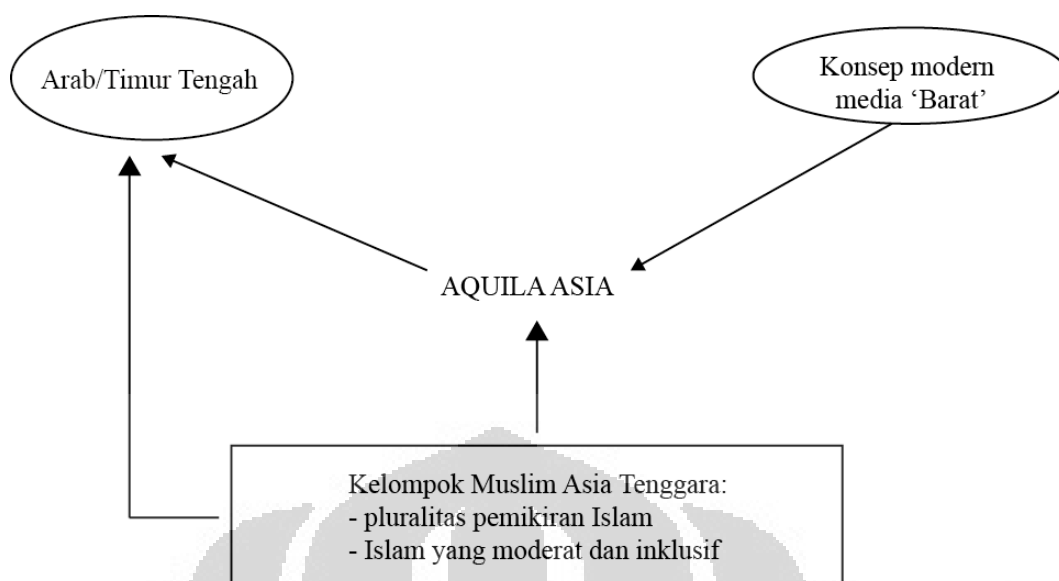 Arab/Timur Tengah
Konsep modern
media ‘Barat’
AQUILA ASIA
Kelompok Muslim Asia Tenggara:
- pluralitas pemikiran Islam
- Islam yang moderat dan inklusif